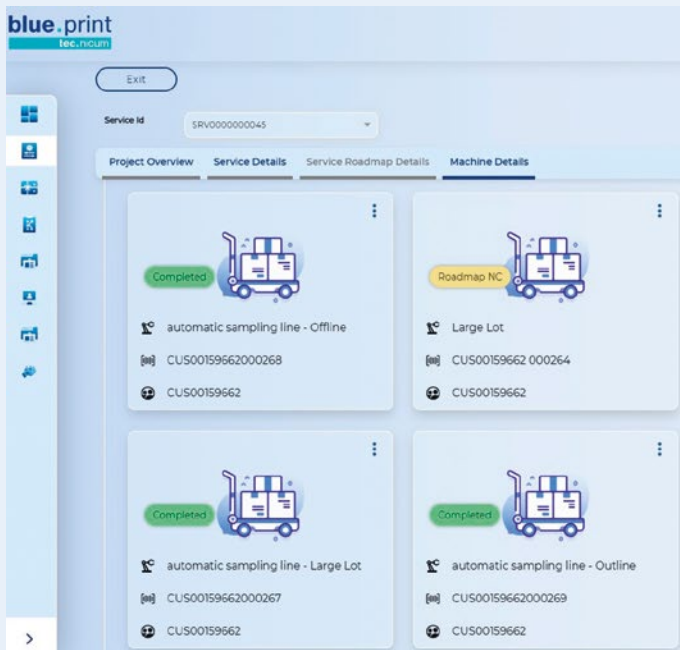 blue.print
tec.nicum
Exit
Service Id
SRV0000000045
Project Overview Service Details Service Roadmap Details Machine Details
Completed
automatic sampling line - Offline
CUS00159662000268
CUS00159662
Roadmap NC
Large Lot
CUS00159662 000264
CUS00159662
Completed
automatic sampling line - Large Lot
CUS00159662000267
CUS00159662
Completed
automatic sampling line - Outline
CUS00159662000269
CUS00159662